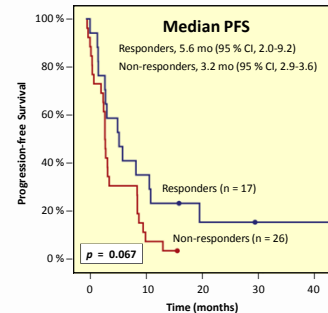 Median PFS
Responders, 5.6 mo (95 % CI, 2.0-9.2)
Non-responders, 3.2 mo (95 % CI, 2.9-3.6)
Progression-free Survival
100 %
80 %
60 %
40 %
20 %
0 %
Responders (n = 17)
Non-responders (n = 26)
p = 0.067
0
10
20
30
40
Time (months)